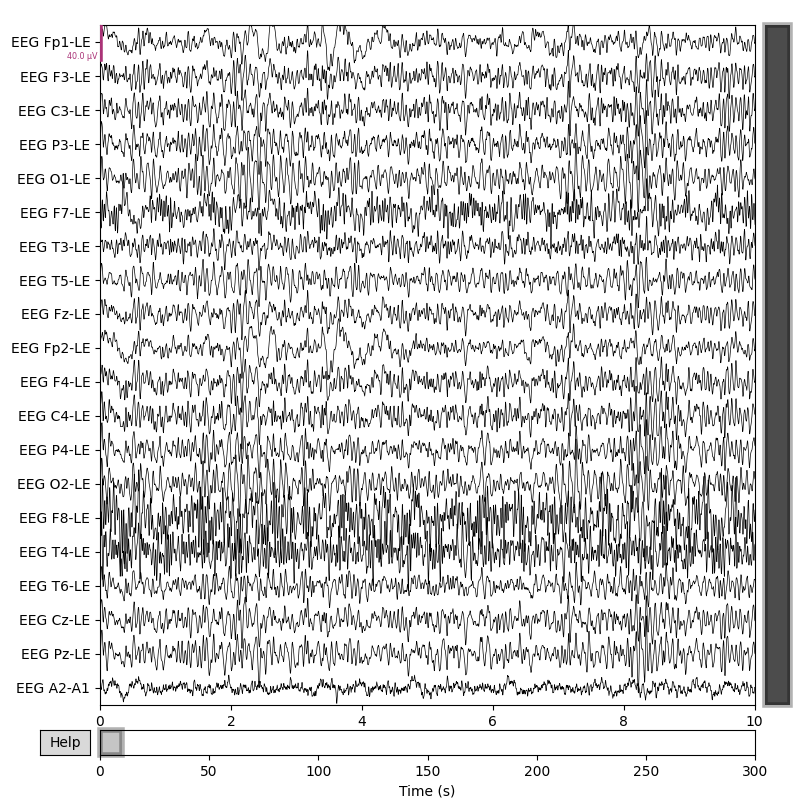 EEG Fp1-LE
40.0 µV
EEG F3-LE
EEG C3-LE
EEG P3-LE
EEG O1-LE
EEG F7-LE
EEG T3-LE
EEG T5-LE
EEG Fz-LE
EEG Fp2-LE
EEG F4-LE
EEG C4-LE
EEG P4-LE
EEG O2-LE
EEG F8-LE
EEG T4-LE
EEG T6-LE
EEG Cz-LE
EEG Pz-LE
EEG A2-A1
0 2 4 6 8 10
Help
0 50 100 150 200 250 300
Time (s)